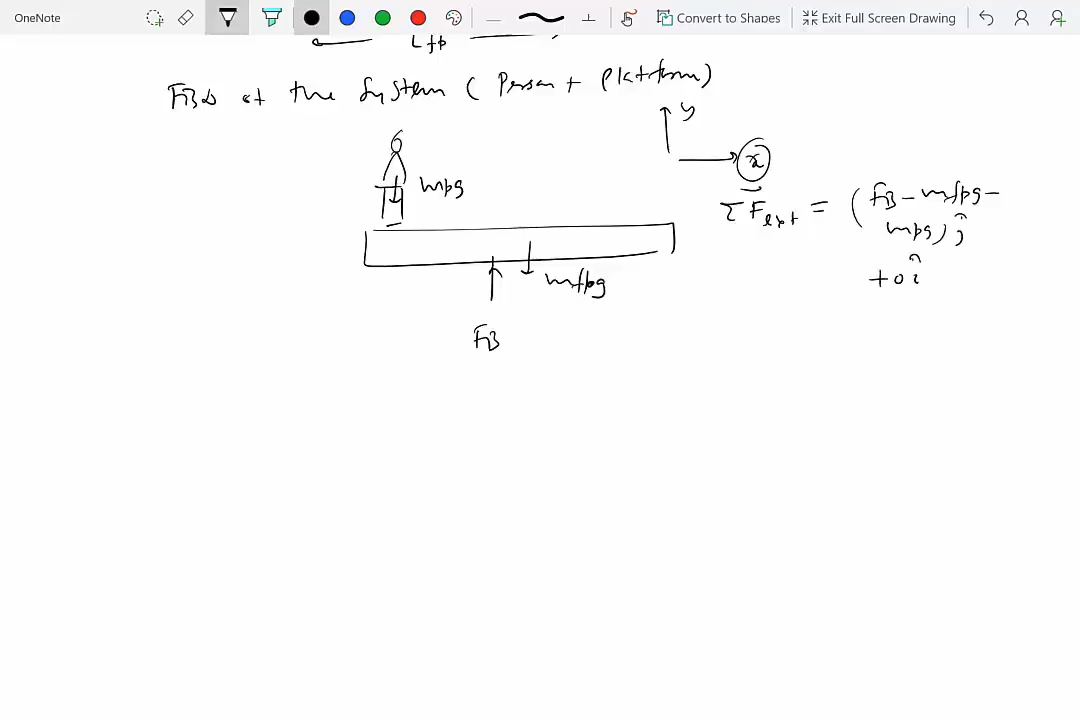 OneNote
Convert to Shapes
Exit Full Screen Drawing
Lfp
FBD of the System ( Person + platform)
y
x
mpg
ΣFext = (FB - mfpg -
mpg) ĵ
+ 0 î
mfpg
FB